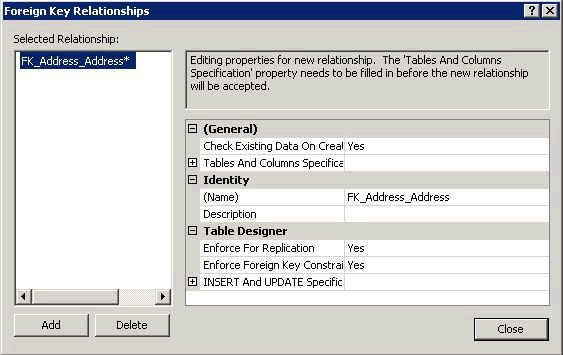 Foreign Key Relationships
Selected Relationship:
FK_Address_Address*
Editing properties for new relationship. The 'Tables And Columns
Specification' property needs to be filled in before the new relationship
will be accepted.
(General)
Check Existing Data On Creat Yes
Tables And Columns Specifica
Identity
(Name) FK_Address_Address
Description
Table Designer
Enforce For Replication Yes
Enforce Foreign Key Constrai Yes
INSERT And UPDATE Specific
Add Delete
Close